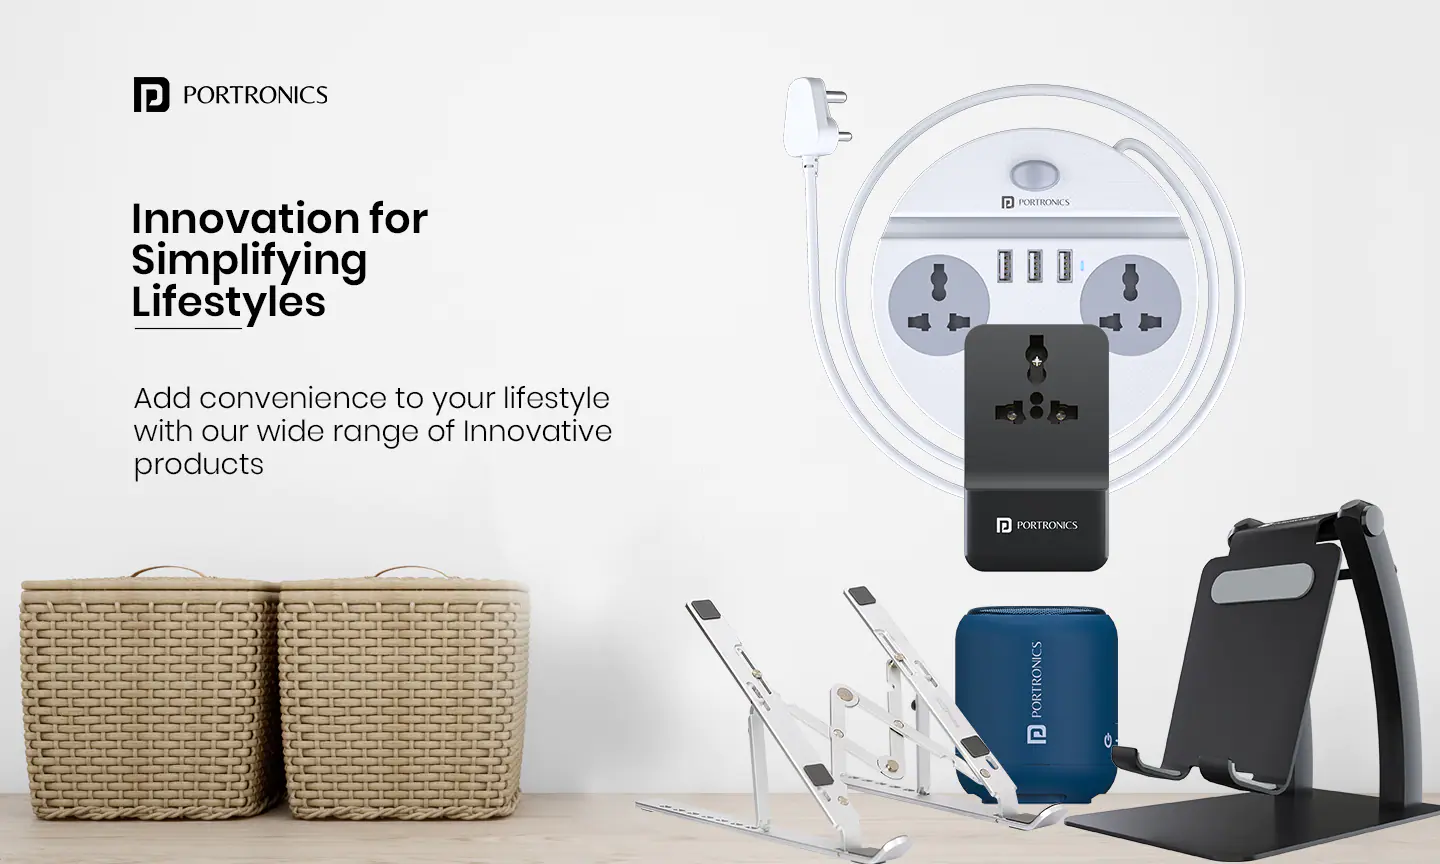 PORTRONICS
Innovation for
Simplifying
Lifestyles
Add convenience to your lifestyle
with our wide range of Innovative
products
PORTRONICS
PORTRONICS
PORTRONICS